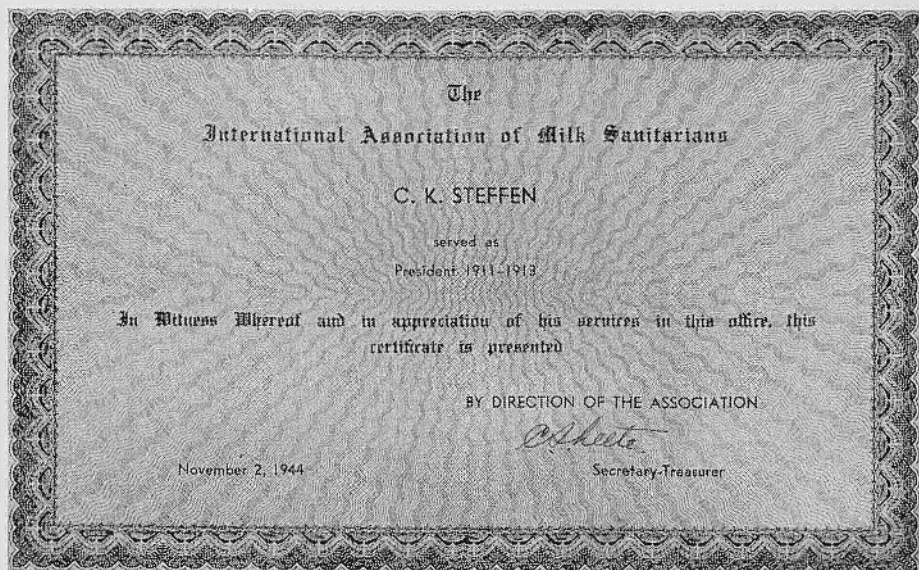 The
International Association of Milk Sanitarians
C. K. STEFFEN
served as
President 1911-1913
In Witness Whereof and in appreciation of his services in this office, this
certificate is presented
BY DIRECTION OF THE ASSOCIATION
November 2, 1944
Secretary-Treasurer